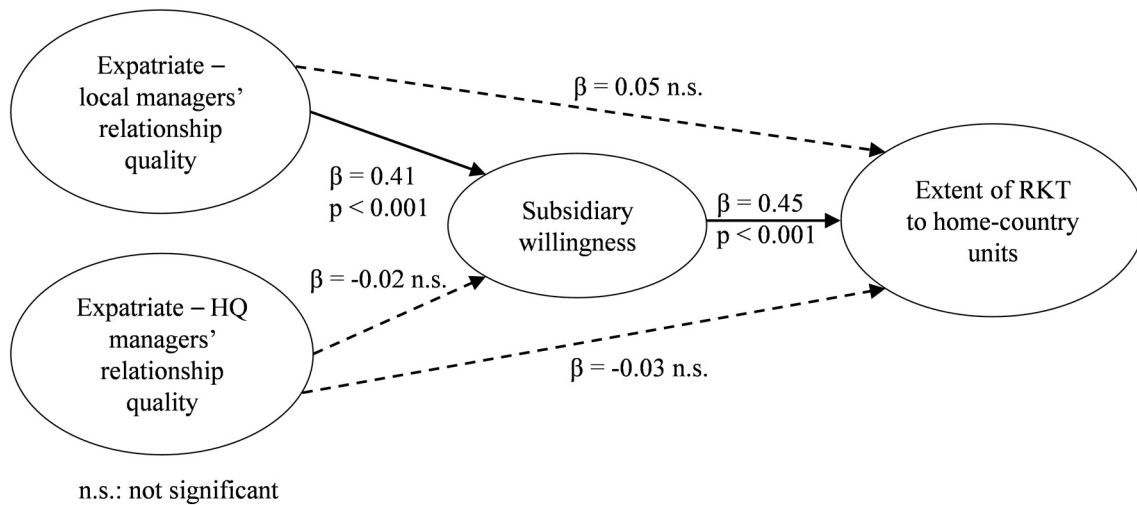 Expatriate –
local managers’
relationship
quality
β = 0.05 n.s.
β = 0.41
p < 0.001
Subsidiary
willingness
β = 0.45
p < 0.001
Extent of RKT
to home-country
units
β = -0.02 n.s.
Expatriate – HQ
managers’
relationship
quality
β = -0.03 n.s.
n.s.: not significant